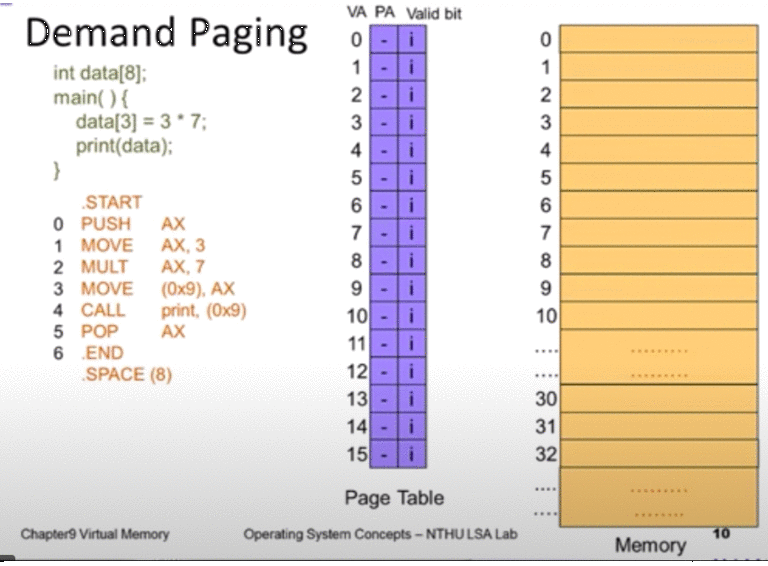 Demand Paging
int data[8];
main( ) {
data[3] = 3 * 7;
print(data);
}
.START
0 PUSH AX
1 MOVE AX, 3
2 MULT AX, 7
3 MOVE (0x9), AX
4 CALL print, (0x9)
5 POP AX
6 .END
.SPACE (8)
VA PA Valid bit
0 - i
1 - i
2 - i
3 - i
4 - i
5 - i
6 - i
7 - i
8 - i
9 - i
10 - i
11 - i
12 - i
13 - i
14 - i
15 - i
Page Table
0
1
2
3
4
5
6
7
8
9
10
.... .........
.... .........
30
31
32
.... .........
.... ........
Memory
Chapter9 Virtual Memory
Operating System Concepts – NTHU LSA Lab
10